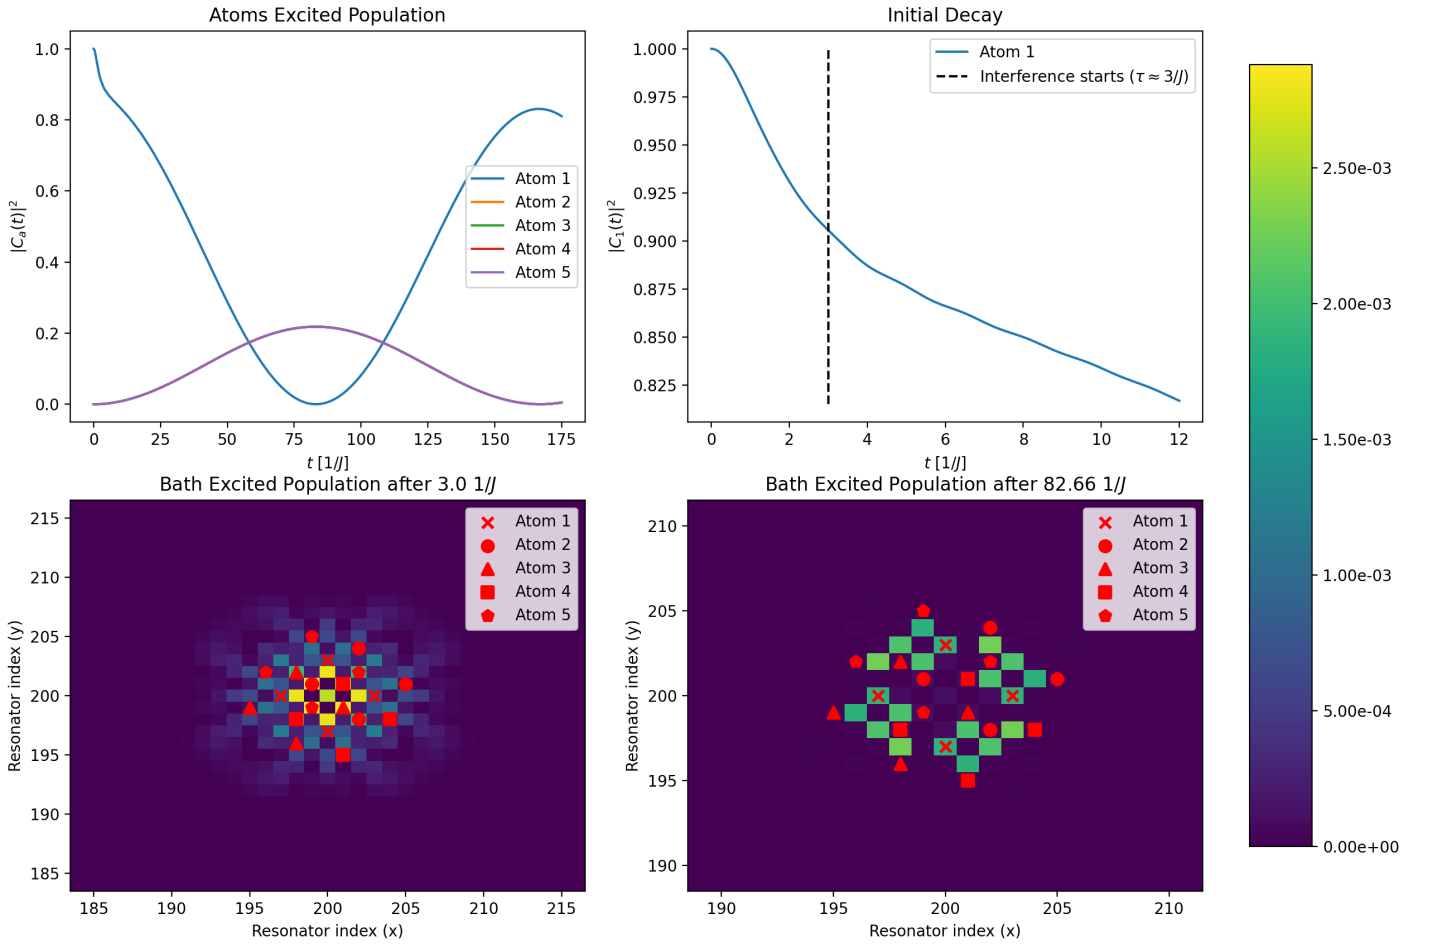 Atoms Excited Population
1.0
0.8
0.6
0.4
0.2
0.0
|C_a(t)|²
Atom 1
Atom 2
Atom 3
Atom 4
Atom 5
0 25 50 75 100 125 150 175
t [1/J]
Initial Decay
1.000
0.975
0.950
0.925
0.900
0.875
0.850
0.825
|C₁(t)|²
Atom 1
Interference starts (τ ≈ 3/J)
0 2 4 6 8 10 12
t [1/J]
Bath Excited Population after 3.0 1/J
215
210
205
200
195
190
185
Resonator index (y)
Atom 1
Atom 2
Atom 3
Atom 4
Atom 5
185 190 195 200 205 210 215
Resonator index (x)
Bath Excited Population after 82.66 1/J
210
205
200
195
190
Resonator index (y)
Atom 1
Atom 2
Atom 3
Atom 4
Atom 5
190 195 200 205 210
Resonator index (x)
2.50e-03
2.00e-03
1.50e-03
1.00e-03
5.00e-04
0.00e+00